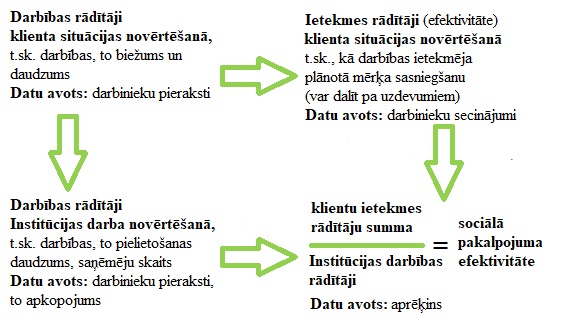 Darbības rādītāji
klienta situācijas novērtēšanā,
t.sk. darbības, to biežums un
daudzums
Datu avots: darbinieku pieraksti
Ietekmes rādītāji (efektivitāte)
klienta situācijas novērtēšanā
t.sk., kā darbības ietekmēja
plānotā mērķa sasniegšanu
(var dalīt pa uzdevumiem)
Datu avots: darbinieku secinājumi
Darbības rādītāji
Institūcijas darba novērtēšanā,
t.sk. darbības, to pielietošanas
daudzums, saņēmēju skaits
Datu avots: darbinieku pieraksti,
to apkopojums
klientu ietekmes
rādītāju summa
Institūcijas darbības
rādītāji
=
sociālā
pakalpojuma
efektivitāte
Datu avots: aprēķins